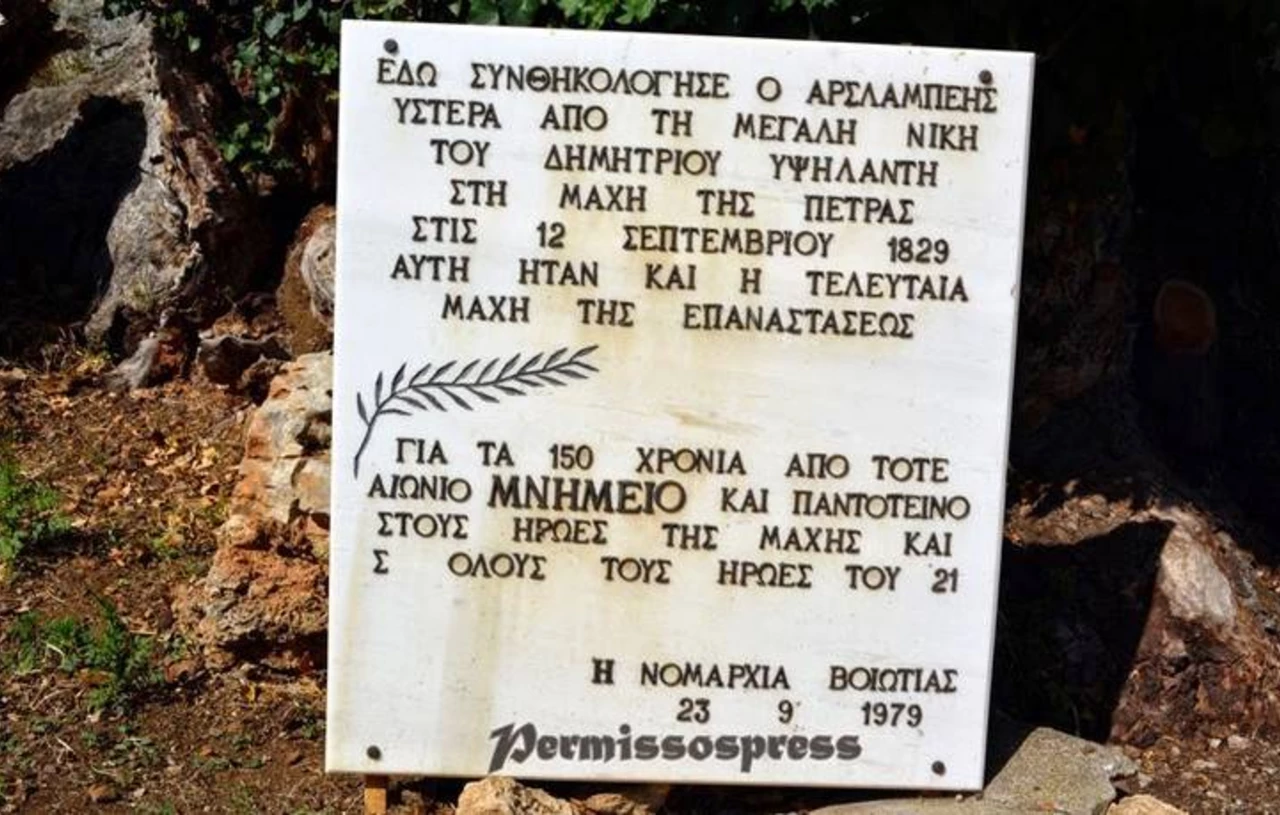 ΕΔΩ ΣΥΝΘΗΚΟΛΟΓΗΣΕ Ο ΑΡΣΛΑΜΠΕΗΣ
ΥΣΤΕΡΑ ΑΠΟ ΤΗ ΜΕΓΑΛΗ ΝΙΚΗ
ΤΟΥ ΔΗΜΗΤΡΙΟΥ ΥΨΗΛΑΝΤΗ
ΣΤΗ ΜΑΧΗ ΤΗΣ ΠΕΤΡΑΣ
ΣΤΙΣ 12 ΣΕΠΤΕΜΒΡΙΟΥ 1829
ΑΥΤΗ ΗΤΑΝ ΚΑΙ Η ΤΕΛΕΥΤΑΙΑ
ΜΑΧΗ ΤΗΣ ΕΠΑΝΑΣΤΑΣΕΩΣ
ΓΙΑ ΤΑ 150 ΧΡΟΝΙΑ ΑΠΟ ΤΟΤΕ
ΑΙΩΝΙΟ ΜΝΗΜΕΙΟ ΚΑΙ ΠΑΝΤΟΤΕΙΝΟ
ΣΤΟΥΣ ΗΡΩΕΣ ΤΗΣ ΜΑΧΗΣ ΚΑΙ
Σ ΟΛΟΥΣ ΤΟΥΣ ΗΡΩΕΣ ΤΟΥ 21
Η ΝΟΜΑΡΧΙΑ ΒΟΙΩΤΙΑΣ
23 9 1979
Permissospress